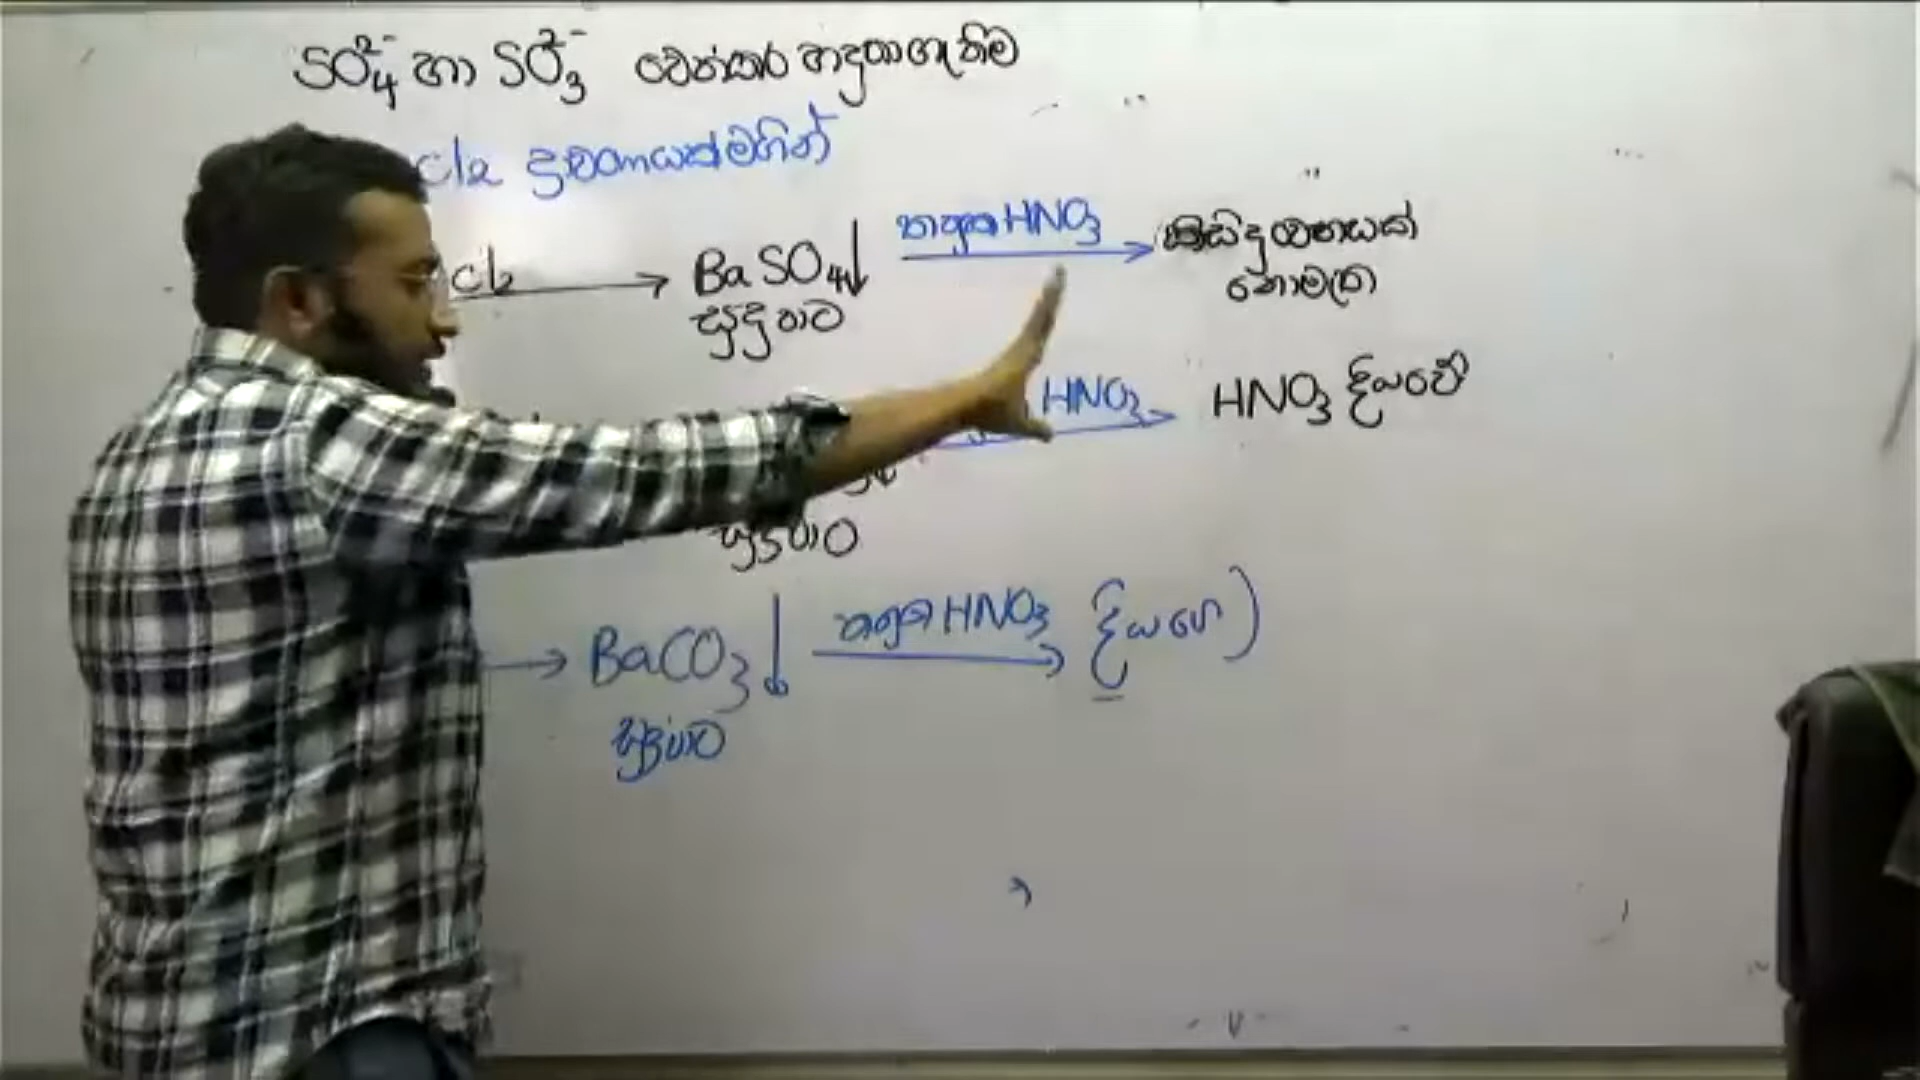 SO₄²⁻ හා SO₃²⁻ වෙන්කර හඳුනාගැනීම
Cl₂ ද්‍රාවණයක් මගින්
Cl₂ → BaSO₄↓ තනුක HNO₃ → කිසිදු වෙනසක් නොමැත
සුදු පාට
HNO₃ → HNO₃ දියවේ
සුදු පාට
→ BaCO₃↓ තනුක HNO₃ → දියවේ)
සුදු පාට